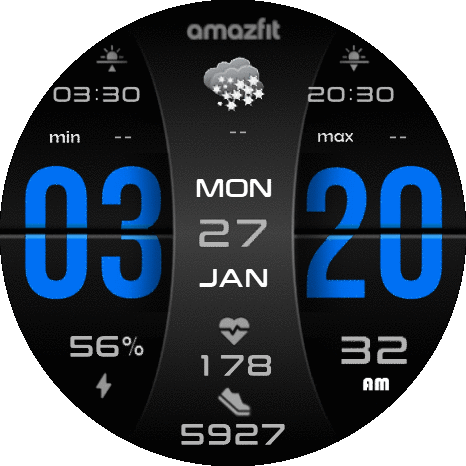 amazfit
03:30
20:30
--
min --
max --
MON
03
27
20
JAN
56%
178
32
AM
5927